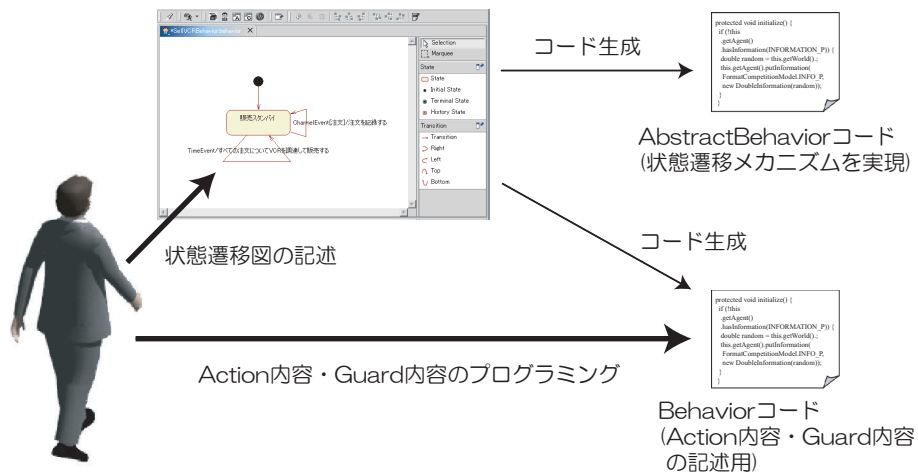 *SellVCRBehavior.behavior
Selection
Marquee
State
State
Initial State
Terminal State
History State
Transition
Transition
Right
Left
Top
Bottom
販売スタンバイ
ChannelEvent[注文]/注文を記録する
TimeEvent/すべての注文についてVCRを調達して販売する
コード生成
protected void initialize() {
if (!this
.getAgent()
.hasInformation(INFORMATION_P)) {
double random = this.getWorld().;
this.getAgent().putInformation(
FormatCompetitionModel.INFO_P,
new DoubleInformation(random));
}
}
AbstractBehaviorコード
(状態遷移メカニズムを実現)
状態遷移図の記述
コード生成
Action内容・Guard内容のプログラミング
protected void initialize() {
if (!this
.getAgent()
.hasInformation(INFORMATION_P)) {
double random = this.getWorld().;
this.getAgent().putInformation(
FormatCompetitionModel.INFO_P,
new DoubleInformation(random));
}
}
Behaviorコード
(Action内容・Guard内容
の記述用)